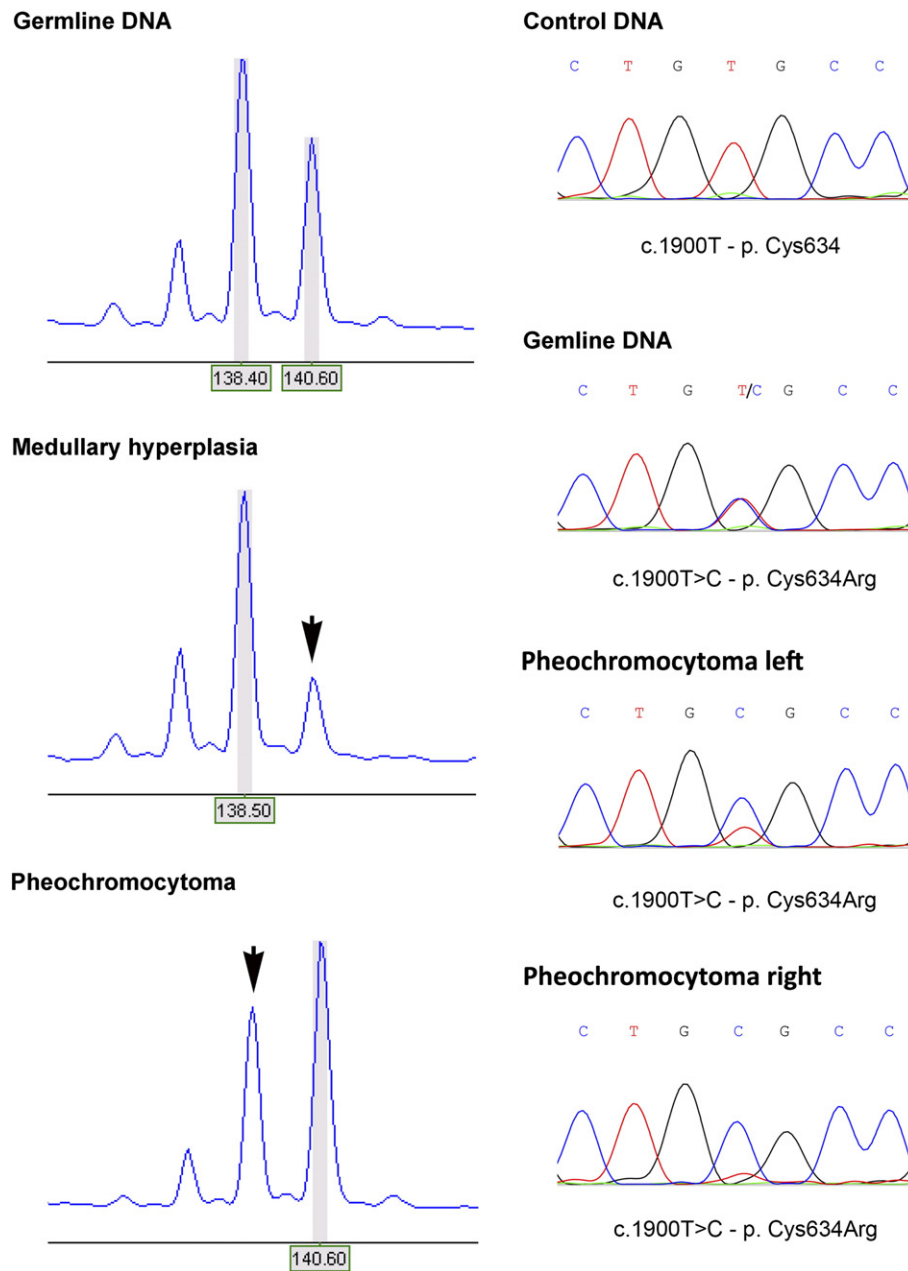 Germline DNA
138.40 140.60
Medullary hyperplasia
138.50
Pheochromocytoma
140.60
Control DNA
C T G T G C C
c.1900T - p. Cys634
Gemline DNA
C T G T/C G C C
c.1900T>C - p. Cys634Arg
Pheochromocytoma left
C T G C G C C
c.1900T>C - p. Cys634Arg
Pheochromocytoma right
C T G C G C C
c.1900T>C - p. Cys634Arg